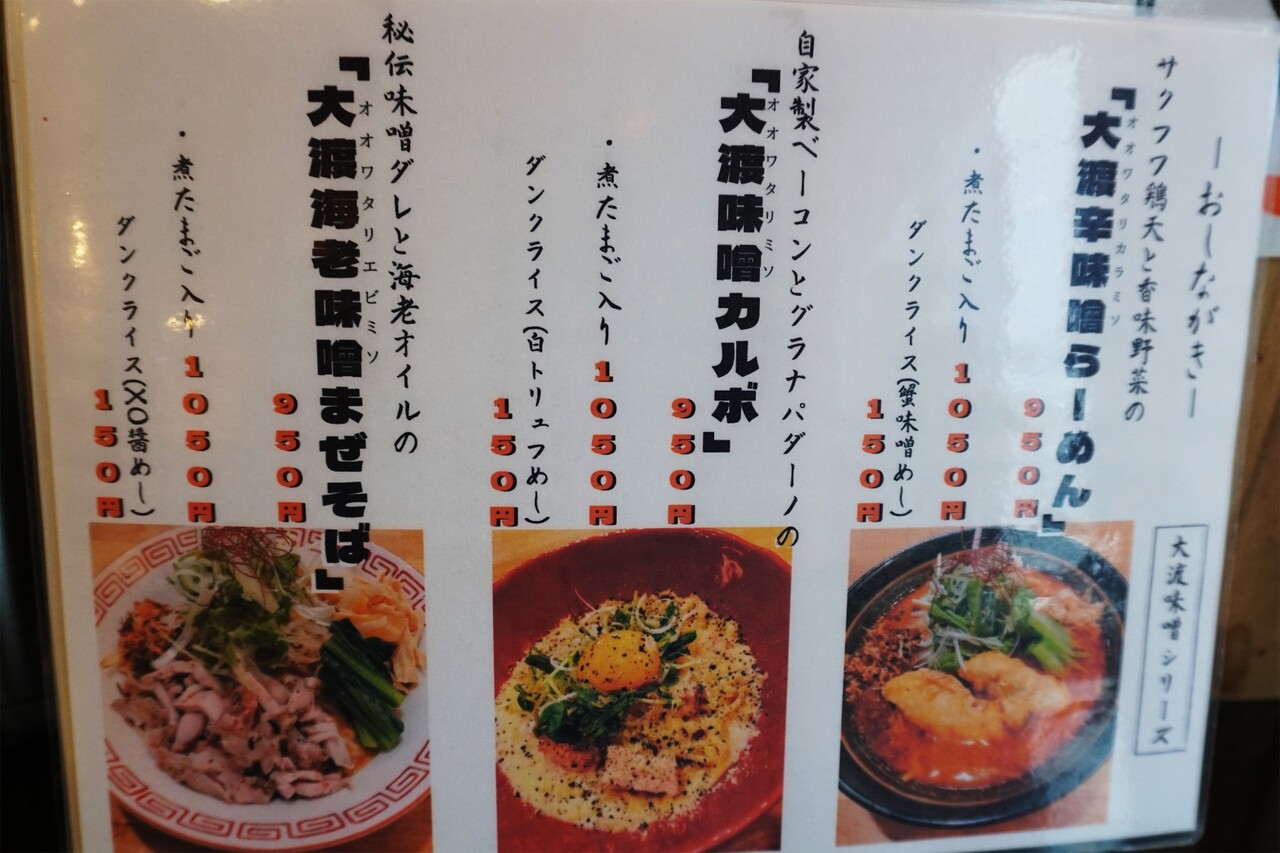 ―おしながき―
大渡味噌シリーズ
サクフワ鶏天と香味野菜の
「大渡辛味噌らーめん」
オオワタリカラミソ
950円
・煮たまご入り 1050円
ダンクライス(蟹味噌めし)
150円
自家製ベーコンとグラナパダーノの
「大渡味噌カルボ」
オオワタリミソ
950円
・煮たまご入り 1050円
ダンクライス(白トリュフめし)
150円
秘伝味噌ダレと海老オイルの
「大渡海老味噌まぜそば」
オオワタリエビミソ
950円
・煮たまご入り 1050円
ダンクライス(XO醤めし)
150円